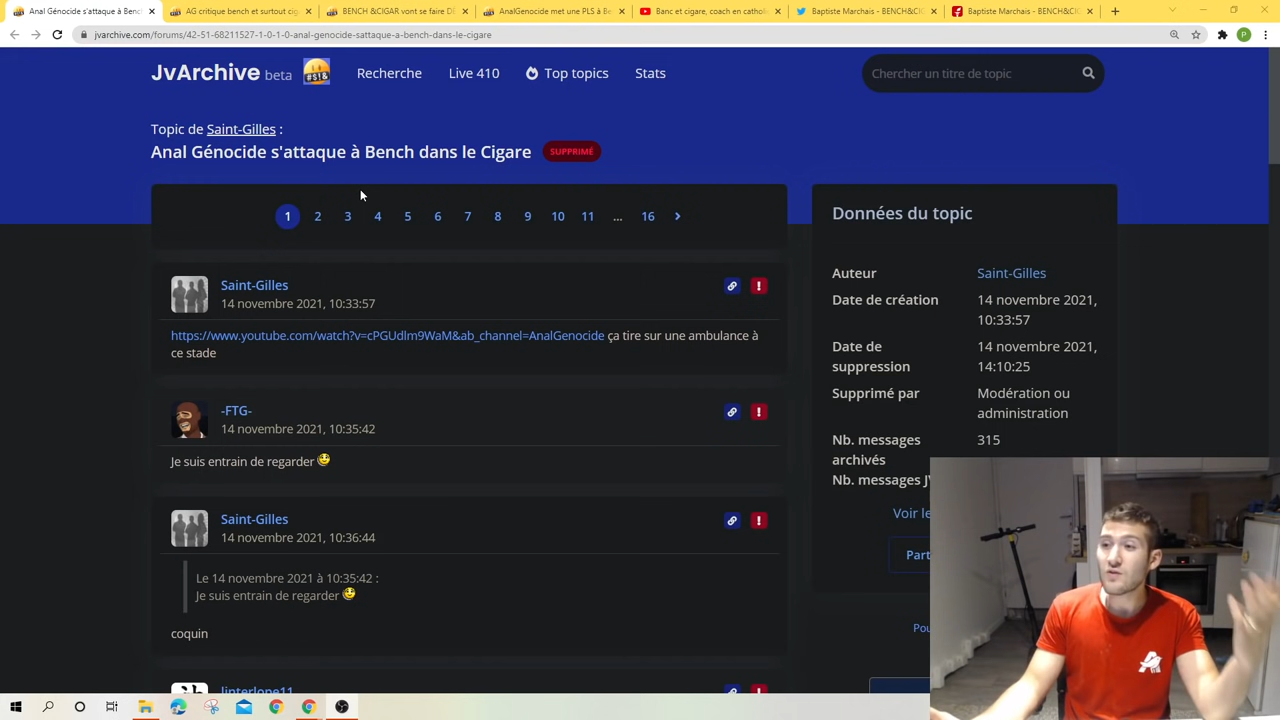 Anal Génocide s'attaque à Bench
AG critique bench et surtout cig
BENCH &CIGAR vont se faire DÉ
AnalGenocide met une PLS à Be
Banc et cigare, coach en catholi
Baptiste Marchais - BENCH&CIG
Baptiste Marchais - BENCH&CIG
jvarchive.com/forums/42-51-68211527-1-0-1-0-anal-genocide-sattaque-a-bench-dans-le-cigare
P
JvArchive beta
#$!&
Recherche
Live 410
Top topics
Stats
Chercher un titre de topic
Topic de Saint-Gilles :
Anal Génocide s'attaque à Bench dans le Cigare
SUPPRIMÉ
1 2 3 4 5 6 7 8 9 10 11 ... 16
Saint-Gilles
14 novembre 2021, 10:33:57
https://www.youtube.com/watch?v=cPGUdlm9WaM&ab_channel=AnalGenocide ça tire sur une ambulance à
ce stade
-FTG-
14 novembre 2021, 10:35:42
Je suis entrain de regarder
Saint-Gilles
14 novembre 2021, 10:36:44
Le 14 novembre 2021 à 10:35:42 :
Je suis entrain de regarder
coquin
linterlope11
Données du topic
Auteur
Saint-Gilles
Date de création
14 novembre 2021,
10:33:57
Date de
suppression
14 novembre 2021,
14:10:25
Supprimé par
Modération ou
administration
Nb. messages
archivés
315
Nb. messages J
Voir le
Part
Pou